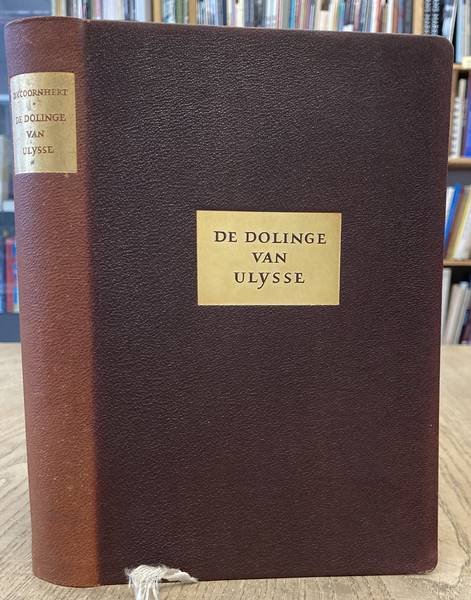 COORNHERT
DE DOLINGE
VAN
ULYSSE
DE DOLINGE
VAN
ULYSSE